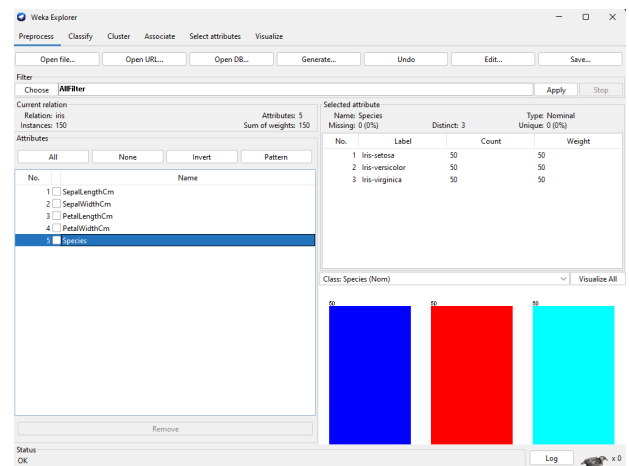 Weka Explorer
Preprocess Classify Cluster Associate Select attributes Visualize
Open file... Open URL... Open DB... Generate... Undo Edit... Save...
Filter
Choose AllFilter Apply Stop
Current relation
Relation: iris Attributes: 5
Instances: 150 Sum of weights: 150
Attributes
All None Invert Pattern
No. Name
1 SepalLengthCm
2 SepalWidthCm
3 PetalLengthCm
4 PetalWidthCm
5 Species
Remove
Selected attribute
Name: Species Type: Nominal
Missing: 0 (0%) Distinct: 3 Unique: 0 (0%)
No. Label Count Weight
1 Iris-setosa 50 50
2 Iris-versicolor 50 50
3 Iris-virginica 50 50
Class: Species (Nom) Visualize All
50 50 50
Status
OK Log x 0